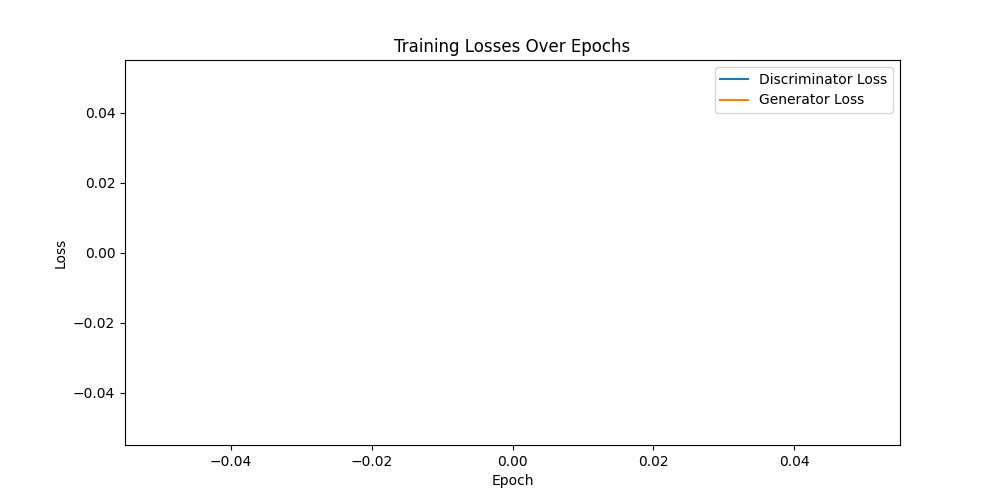 Training Losses Over Epochs
Discriminator Loss
Generator Loss
0.04
0.02
0.00
−0.02
−0.04
Loss
−0.04
−0.02
0.00
0.02
0.04
Epoch